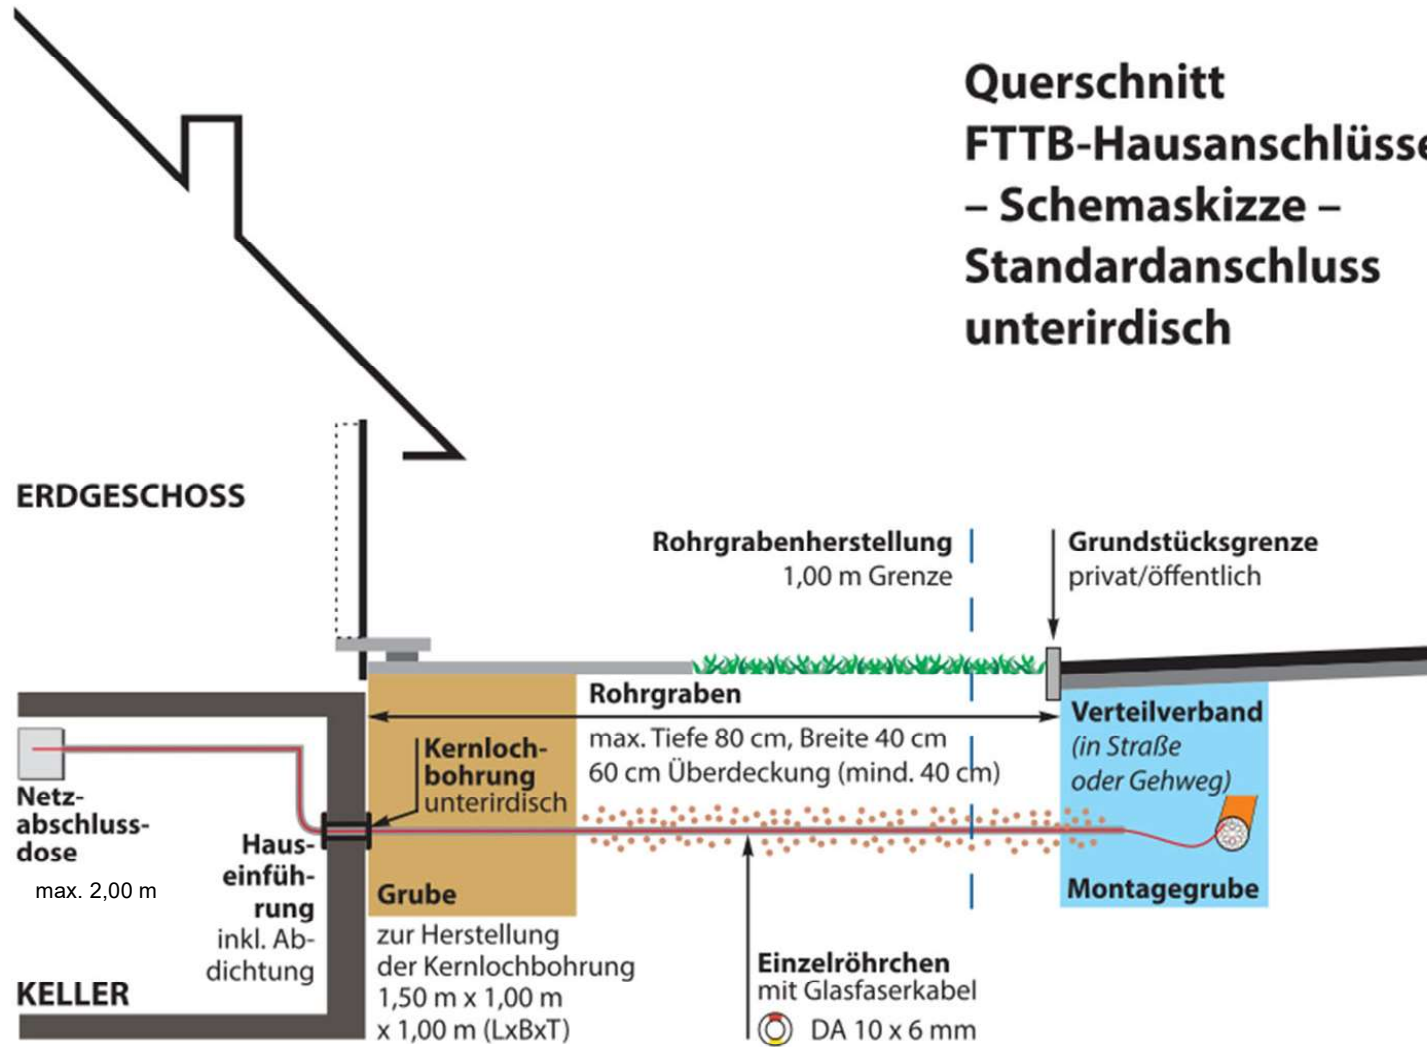 Querschnitt
FTTB-Hausanschlüsse
– Schemaskizze –
Standardanschluss
unterirdisch
ERDGESCHOSS
Rohrgrabenherstellung
1,00 m Grenze
Grundstücksgrenze
privat/öffentlich
Rohrgraben
max. Tiefe 80 cm, Breite 40 cm
60 cm Überdeckung (mind. 40 cm)
Verteilverband
(in Straße
oder Gehweg)
Montagegrube
Kernloch-
bohrung
unterirdisch
Netz-
abschluss-
dose
max. 2,00 m
Haus-
einfüh-
rung
inkl. Ab-
dichtung
Grube
zur Herstellung
der Kernlochbohrung
1,50 m x 1,00 m
x 1,00 m (LxBxT)
Einzelröhrchen
mit Glasfaserkabel
DA 10 x 6 mm
KELLER